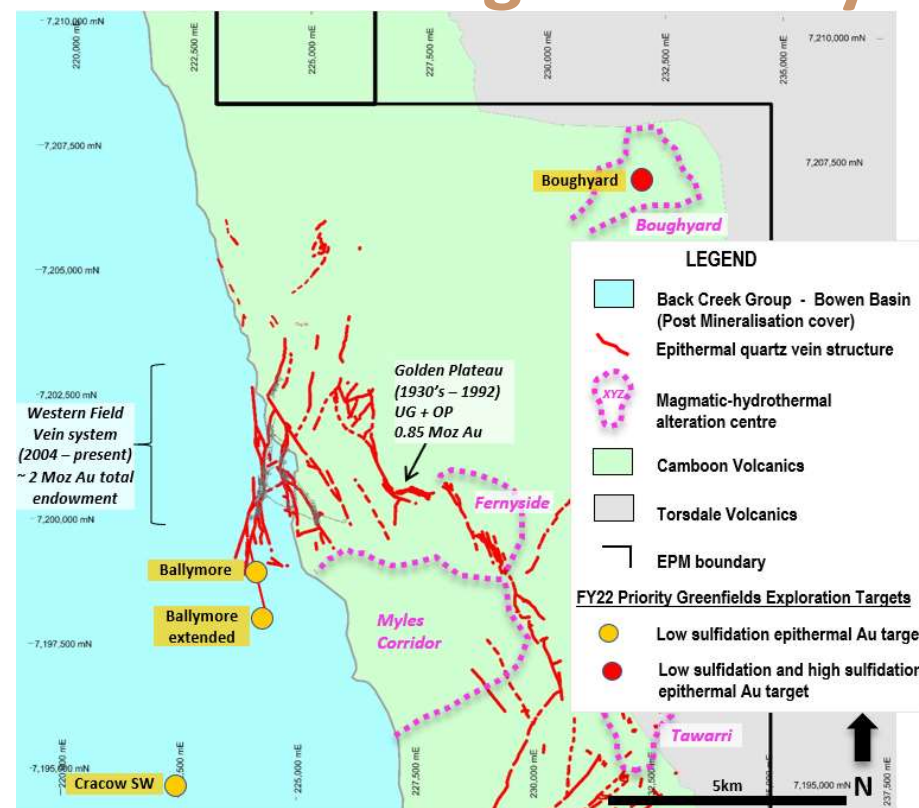 7,210,000 mN
220,000 mE
222,500 mE
225,000 mE
227,500 mE
230,000 mE
232,500 mE
235,000 mE
7,210,000 mN
7,207,500 mN
7,207,500 mN
Boughyard
Boughyard
7,205,000 mN
7,202,500 mN
Western Field
Vein system
(2004 – present)
~ 2 Moz Au total
endowment
Golden Plateau
(1930's – 1992)
UG + OP
0.85 Moz Au
7,200,000 mN
Fernyside
Ballymore
Ballymore
extended
Myles
Corridor
7,197,500 mN
LEGEND
Back Creek Group - Bowen Basin
(Post Mineralisation cover)
Epithermal quartz vein structure
XYZ
Magmatic-hydrothermal
alteration centre
Camboon Volcanics
Torsdale Volcanics
EPM boundary
FY22 Priority Greenfields Exploration Targets
Low sulfidation epithermal Au targe
Low sulfidation and high sulfidation
epithermal Au target
Tawarri
7,195,000 mN
Cracow SW
220,000 mE
225,000 mE
227,500 mE
230,000 mE
5km
7,195,000 mN
N
237,500 mE